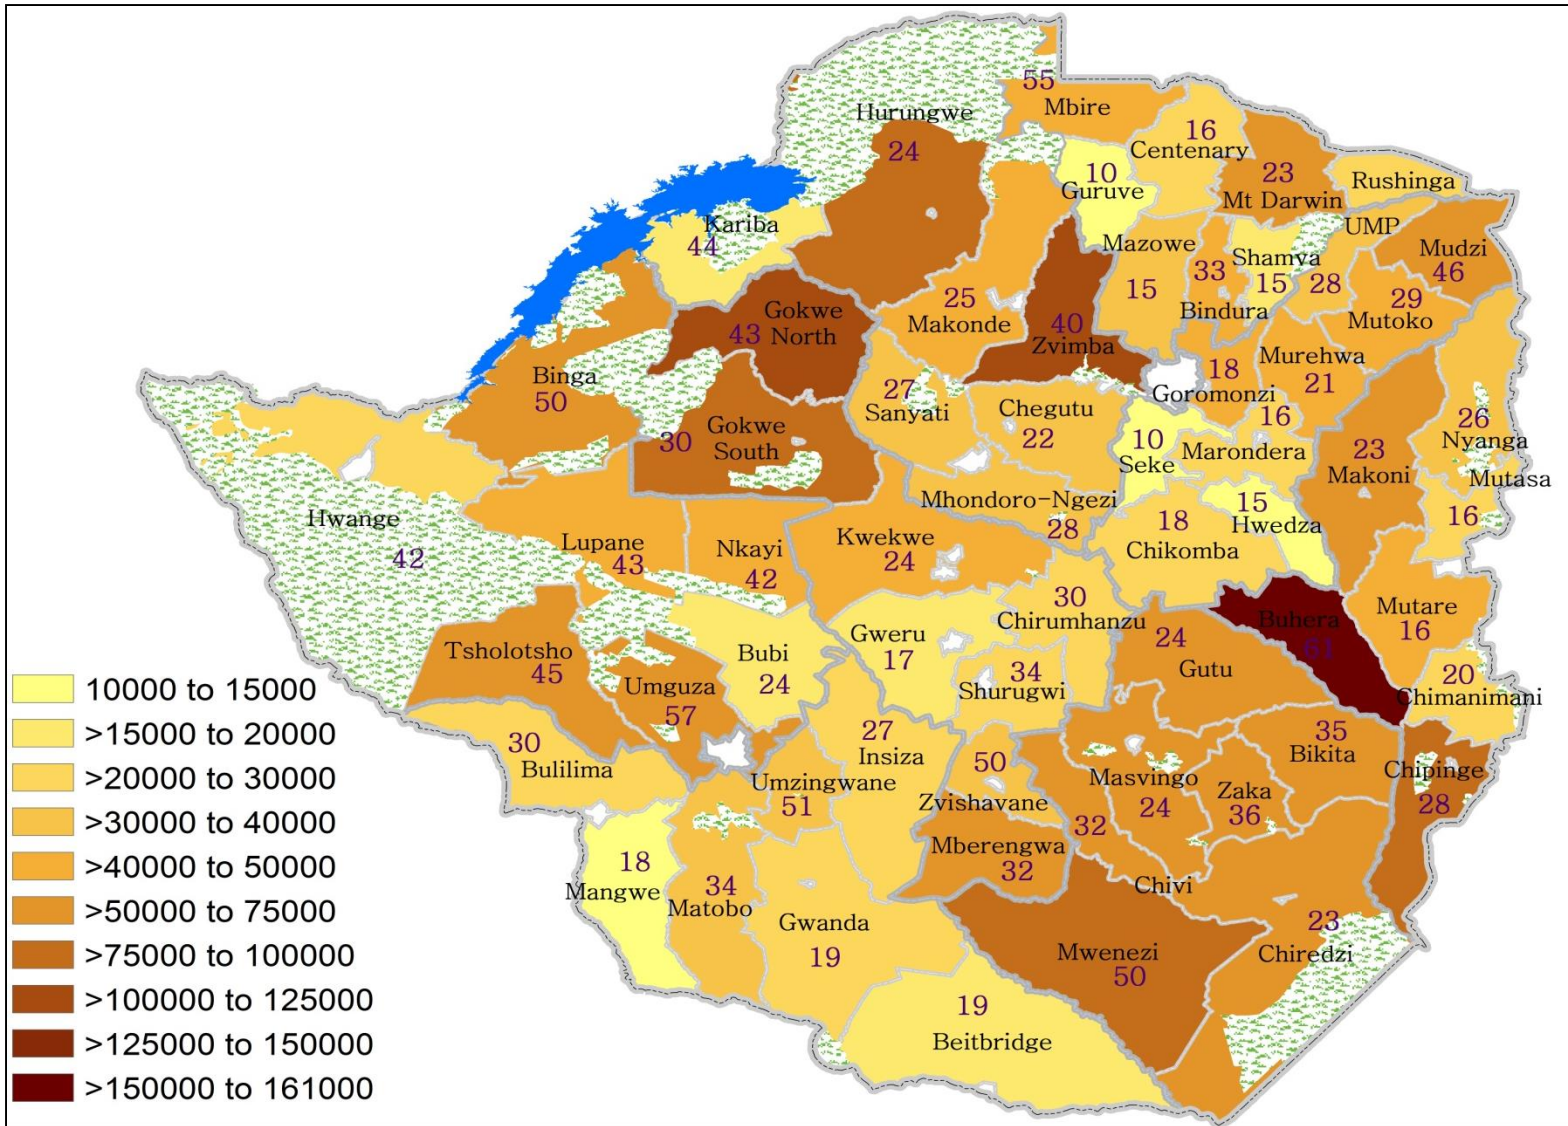 55
Mbire
Hurungwe
24
16
Centenary
10
Guruve
23
Mt Darwin
Rushinga
UMP
Kariba
44
Mazowe
15
33
Bindura
Shamva
15
28
Mudzi
46
29
Mutoko
Gokwe
North
43
25
Makonde
40
Zvimba
Murehwa
21
18
Goromonzi
Binga
50
27
Sanyati
Chegutu
22
16
Marondera
26
Nyanga
30
Gokwe
South
10
Seke
23
Makoni
Mutasa
16
Hwange
42
Mhondoro-Ngezi
28
15
Hwedza
18
Chikomba
Lupane
43
Nkayi
42
Kwekwe
24
30
Chirumhanzu
Buhera
61
Mutare
16
Tsholotsho
45
Umguza
57
Bubi
24
Gweru
17
34
Shurugwi
24
Gutu
20
Chimanimani
30
Bulilima
27
Insiza
Umzingwane
51
50
Zvishavane
Masvingo
24
35
Bikita
Zaka
36
Chipinge
28
32
Chivi
Mberengwa
32
18
Mangwe
34
Matobo
Gwanda
19
23
Chiredzi
Mwenezi
50
19
Beitbridge
10000 to 15000
>15000 to 20000
>20000 to 30000
>30000 to 40000
>40000 to 50000
>50000 to 75000
>75000 to 100000
>100000 to 125000
>125000 to 150000
>150000 to 161000